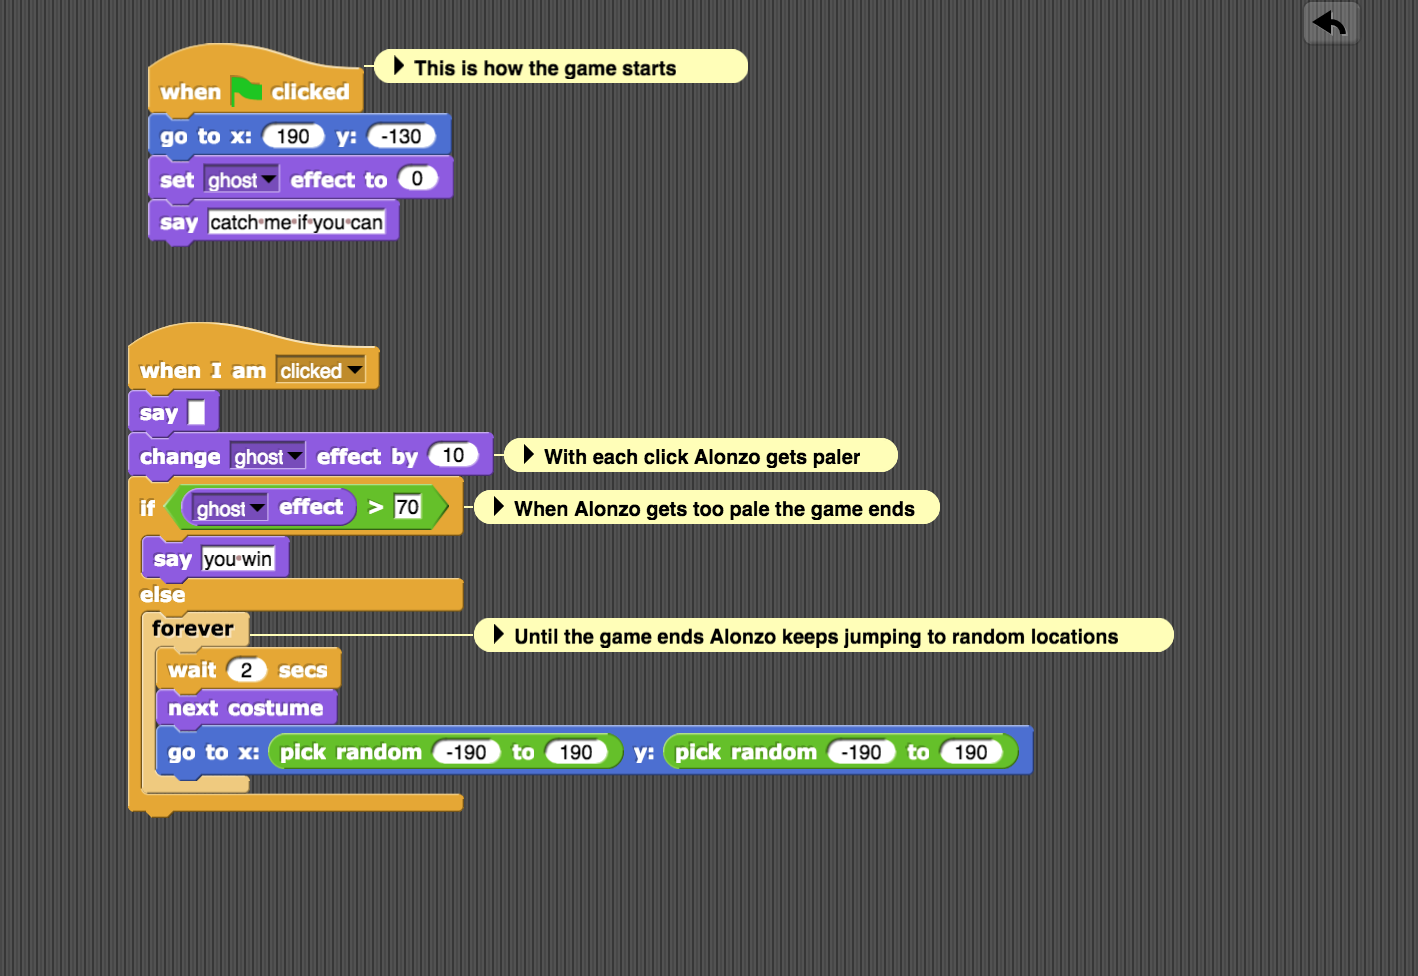 This is how the game starts
when clicked
go to x: 190 y: -130
set ghost effect to 0
say catch me if you can
when I am clicked
say
change ghost effect by 10
With each click Alonzo gets paler
if ghost effect > 70
When Alonzo gets too pale the game ends
say you win
else
forever
Until the game ends Alonzo keeps jumping to random locations
wait 2 secs
next costume
go to x: pick random -190 to 190 y: pick random -190 to 190